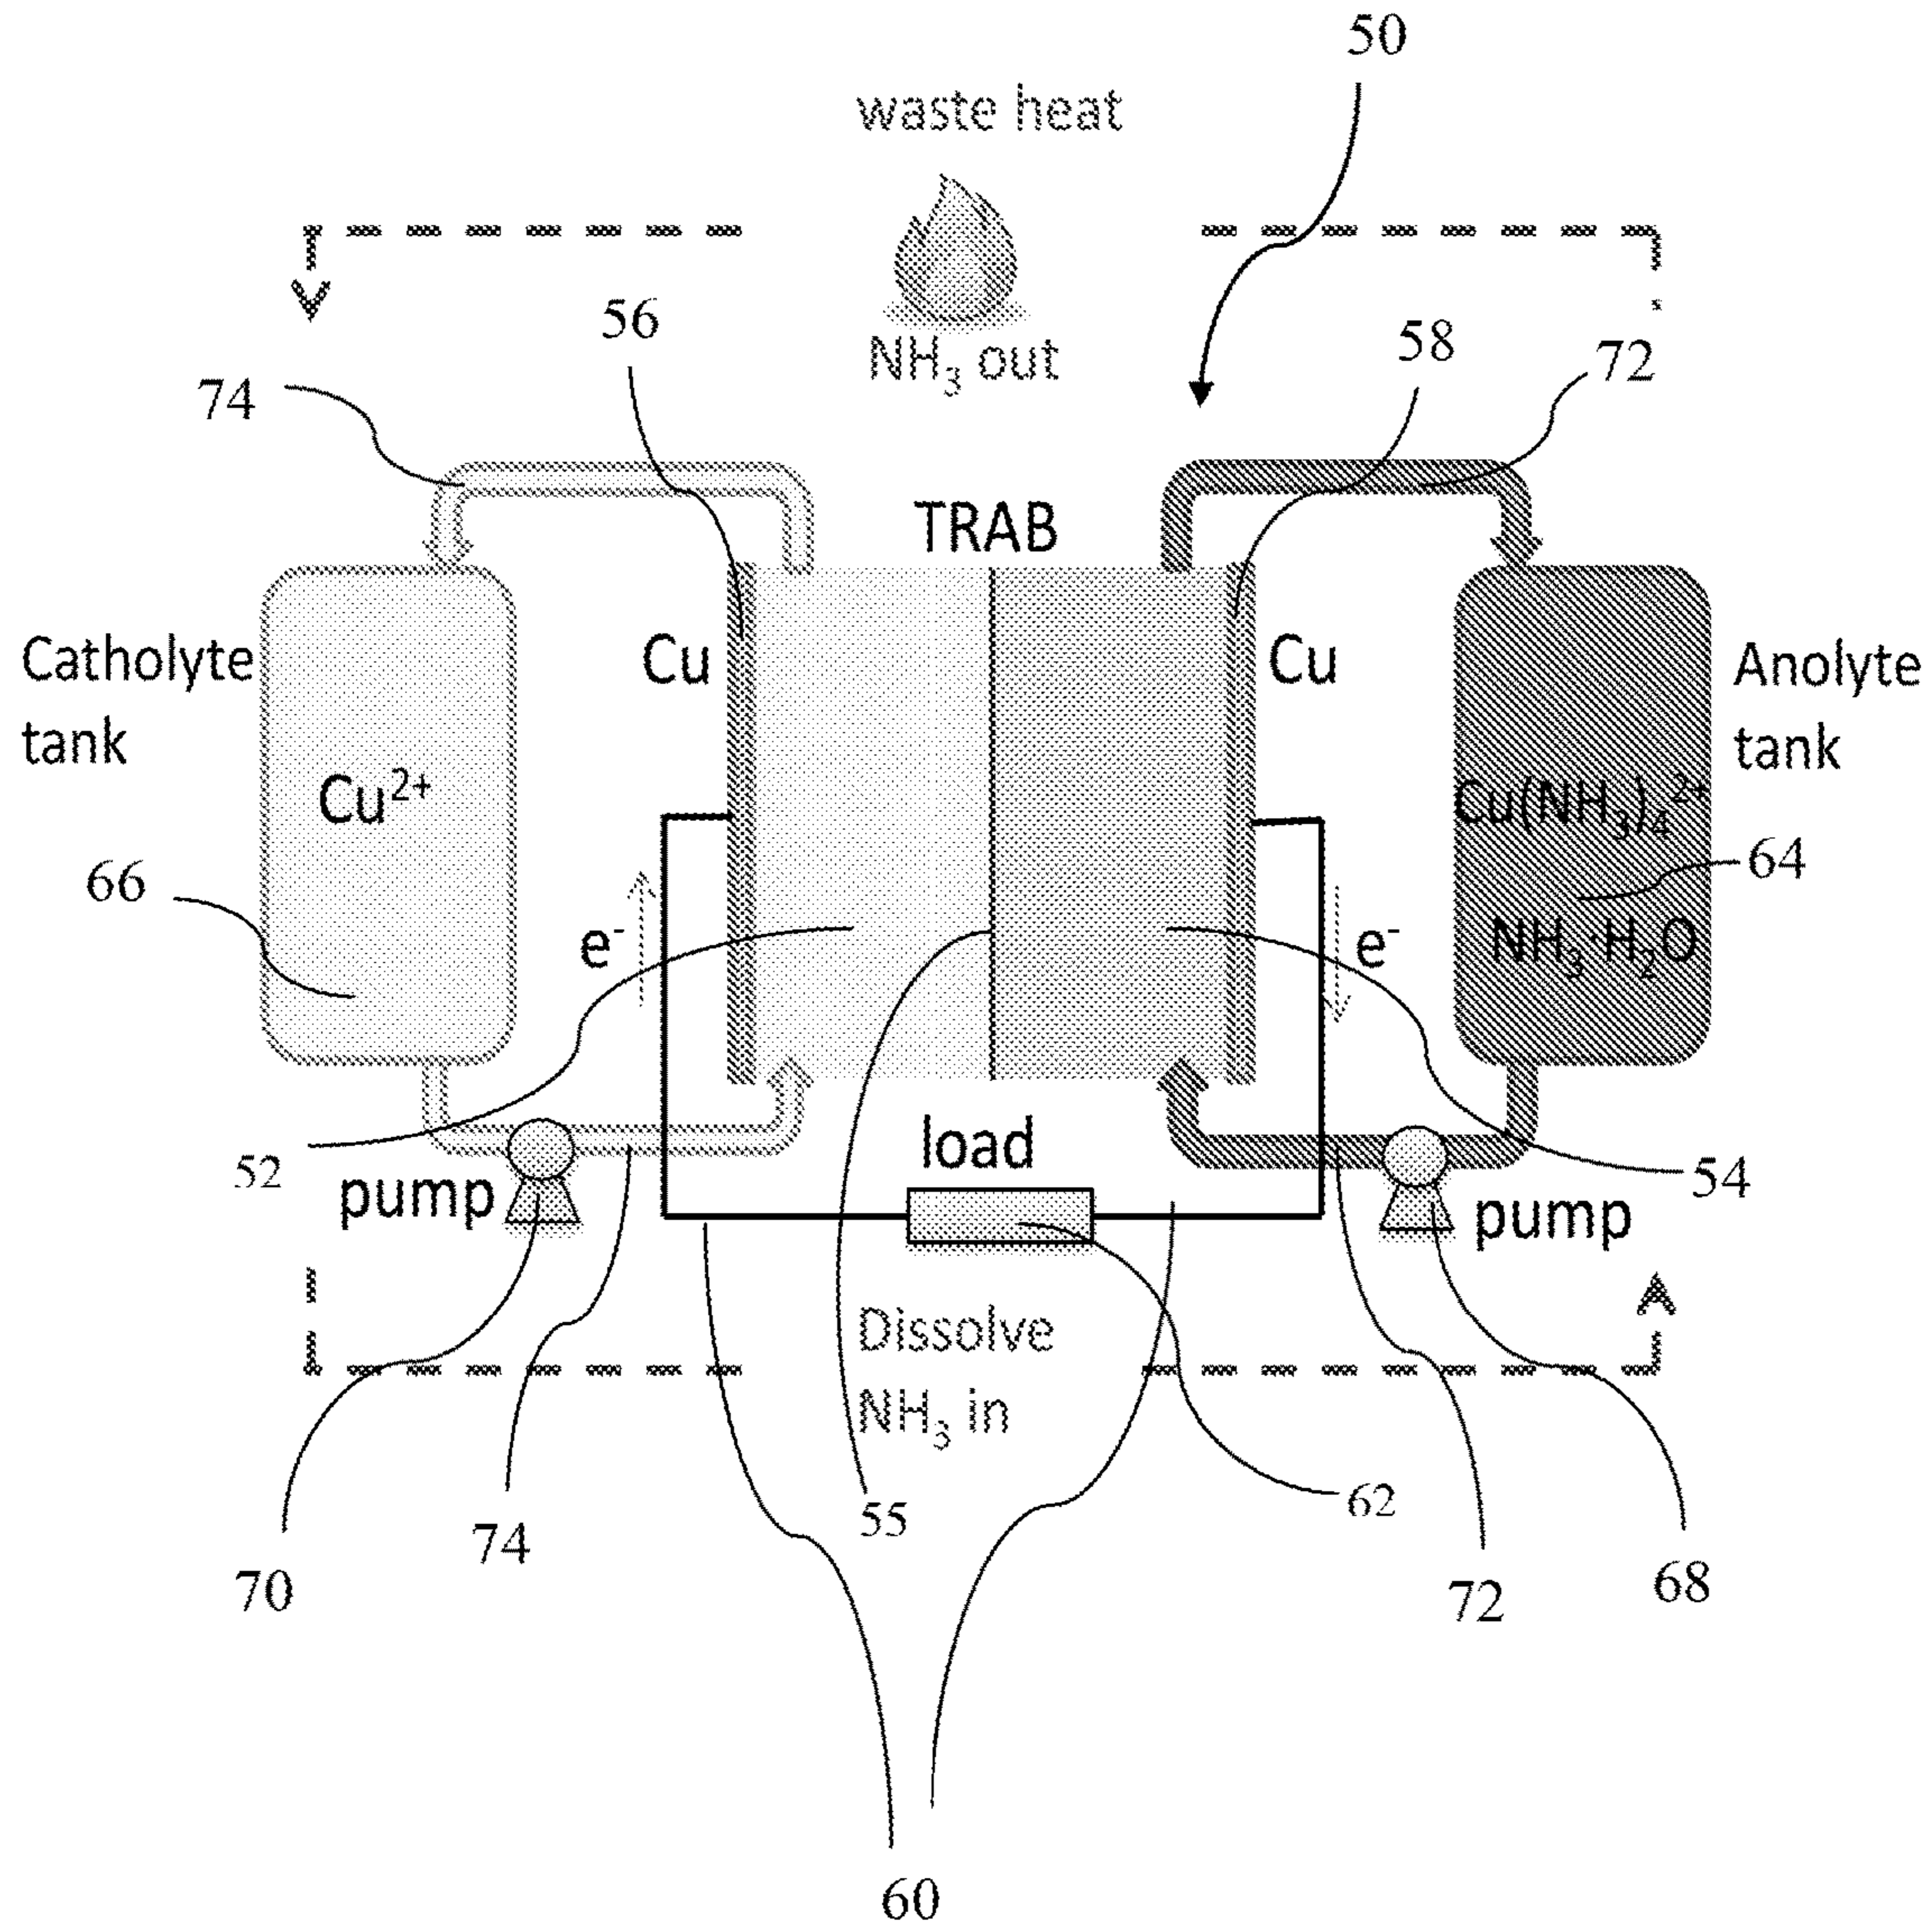 50
waste heat
NH₃ out
56
58
74
72
TRAB
Catholyte
tank
Cu
Cu
Anolyte
tank
Cu²⁺
Cu(NH₃)₄²⁺
66
64
e⁻
e⁻
NH₃·H₂O
52
load
54
pump
pump
Dissolve
NH₃ in
55
62
74
70
72
68
60